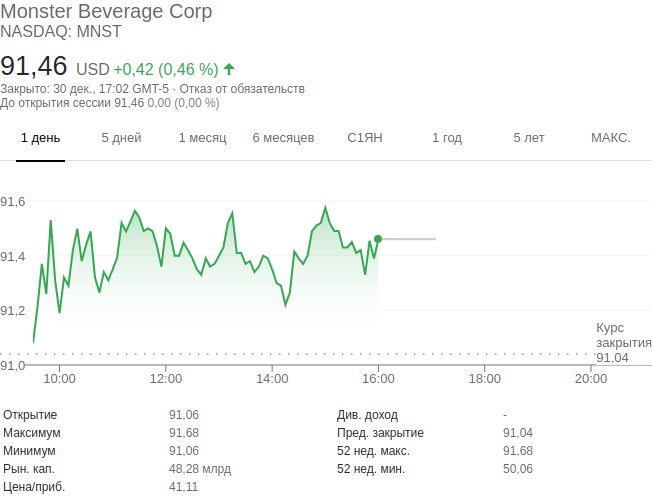 Monster Beverage Corp
NASDAQ: MNST
91,46 USD +0,42 (0,46 %)
Закрыто: 30 дек., 17:02 GMT-5 · Отказ от обязательств
До открытия сессии 91,46 0,00 (0,00 %)
1 день 5 дней 1 месяц 6 месяцев С1ЯН 1 год 5 лет МАКС.
91,6
91,4
91,2
Курс
закрытия
91,04
91,0
10:00 12:00 14:00 16:00 18:00 20:00
Открытие 91,06 Див. доход -
Максимум 91,68 Пред. закрытие 91,04
Минимум 91,06 52 нед. макс. 91,68
Рын. кап. 48,28 млрд 52 нед. мин. 50,06
Цена/приб. 41,11